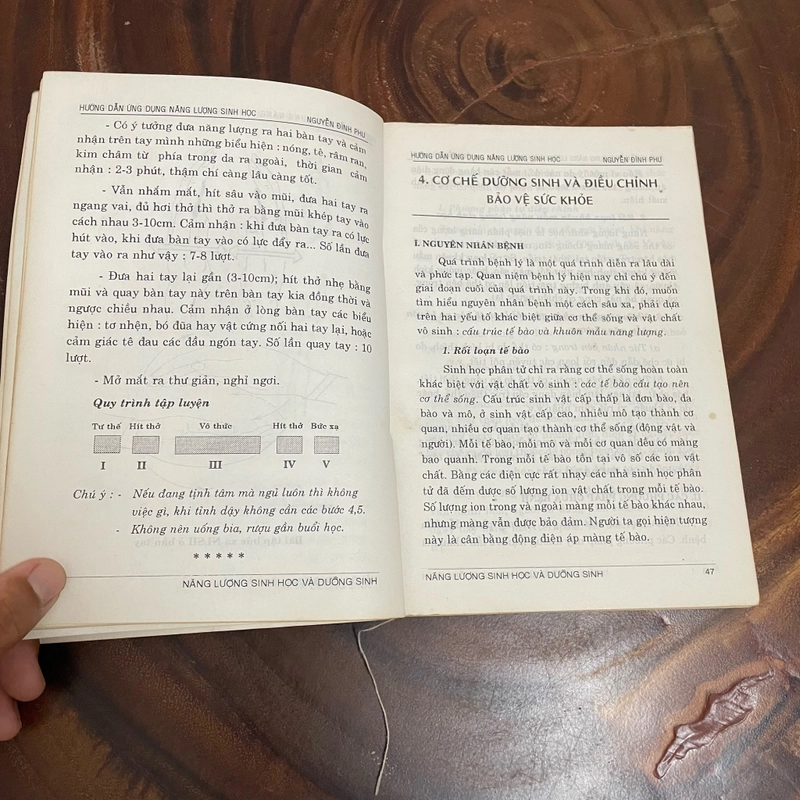 HƯỚNG DẪN ỨNG DỤNG NĂNG LƯỢNG SINH HỌC NGUYỄN ĐÌNH PHƯ
- Có ý tưởng đưa năng lượng ra hai bàn tay và cảm
nhận trên tay mình những biểu hiện : nóng, tê, râm ran,
kim châm từ phía trong da ra ngoài, thời gian cảm
nhận : 2-3 phút, thậm chí càng lâu càng tốt.
- Vẫn nhắm mắt, hít sâu vào mũi, đưa hai tay ra
ngang vai, đủ hơi thở thì thở ra bằng mũi khép tay vào
cách nhau 3-10cm. Cảm nhận : khi đưa bàn tay ra có lực
hút vào, khi đưa bàn tay vào có lực đẩy ra... Số lần đưa
tay vào ra như vậy : 7-8 lượt.
- Đưa hai tay lại gần (3-10cm); hít thở nhẹ bằng
mũi và quay bàn tay này trên bàn tay kia đồng thời và
ngược chiều nhau. Cảm nhận ở lòng bàn tay các biểu
hiện : tơ nhện, bó đũa hay vật cứng nối hai tay lại, hoặc
cảm giác tê đau các đầu ngón tay. Số lần quay tay : 10
lượt.
- Mở mắt ra thư giản, nghỉ ngơi.
Quy trình tập luyện
Tư thế Hít thở Vô thức Hít thở Bức xạ
I II III IV V
Chú ý : - Nếu đang tịnh tâm mà ngủ luôn thì không
việc gì, khi tỉnh dậy không cần các bước 4,5.
- Không nên uống bia, rượu gần buổi học.
* * * * *
NĂNG LƯỢNG SINH HỌC VÀ DƯỠNG SINH
HƯỚNG DẪN ỨNG DỤNG NĂNG LƯỢNG SINH HỌC NGUYỄN ĐÌNH PHƯ
4. CƠ CHẾ DƯỠNG SINH VÀ ĐIỀU CHỈNH
BẢO VỆ SỨC KHỎE
I. NGUYÊN NHÂN BỆNH
Quá trình bệnh lý là một quá trình diễn ra lâu dài
và phức tạp. Quan niệm bệnh lý hiện nay chỉ chú ý đến
giai đoạn cuối của quá trình này. Trong khi đó, muốn
tìm hiểu nguyên nhân bệnh một cách sâu xa, phải dựa
trên hai yếu tố khác biệt giữa cơ thể sống và vật chất
vô sinh : cấu trúc tế bào và khuôn mẫu năng lượng.
1. Rối loạn tế bào
Sinh học phân tử chỉ ra rằng cơ thể sống hoàn toàn
khác biệt với vật chất vô sinh : các tế bào cấu tạo nên
cơ thể sống. Cấu trúc sinh vật cấp thấp là đơn bào, đa
bào và mô, ở sinh vật cấp cao, nhiều mô tạo thành cơ
quan, nhiều cơ quan tạo thành cơ thể sống (động vật và
người). Mỗi tế bào, mỗi mô và mỗi cơ quan đều có màng
bao quanh. Trong mỗi tế bào tồn tại vô số các ion vật
chất. Bằng các điện cực rất nhạy các nhà sinh học phân
tử đã đếm được số lượng ion vật chất trong mỗi tế bào.
Số lượng ion trong và ngoài màng mỗi tế bào khác nhau,
nhưng màng vẫn được bảo đảm. Người ta gọi hiện tượng
này là cân bằng động điện áp màng tế bào.
NĂNG LƯỢNG SINH HỌC VÀ DƯỠNG SINH 47